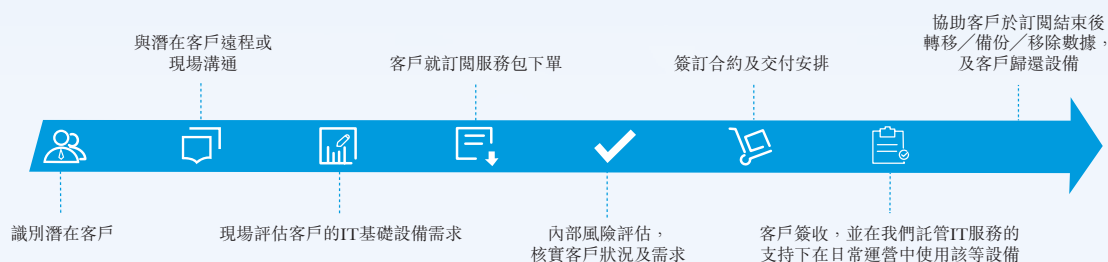 識別潛在客戶
與潛在客戶遠程或
現場溝通
現場評估客戶的IT基礎設備需求
客戶就訂閱服務包下單
內部風險評估，
核實客戶狀況及需求
簽訂合約及交付安排
客戶簽收，並在我們託管IT服務的
支持下在日常運營中使用該等設備
協助客戶於訂閱結束後
轉移／備份／移除數據，
及客戶歸還設備